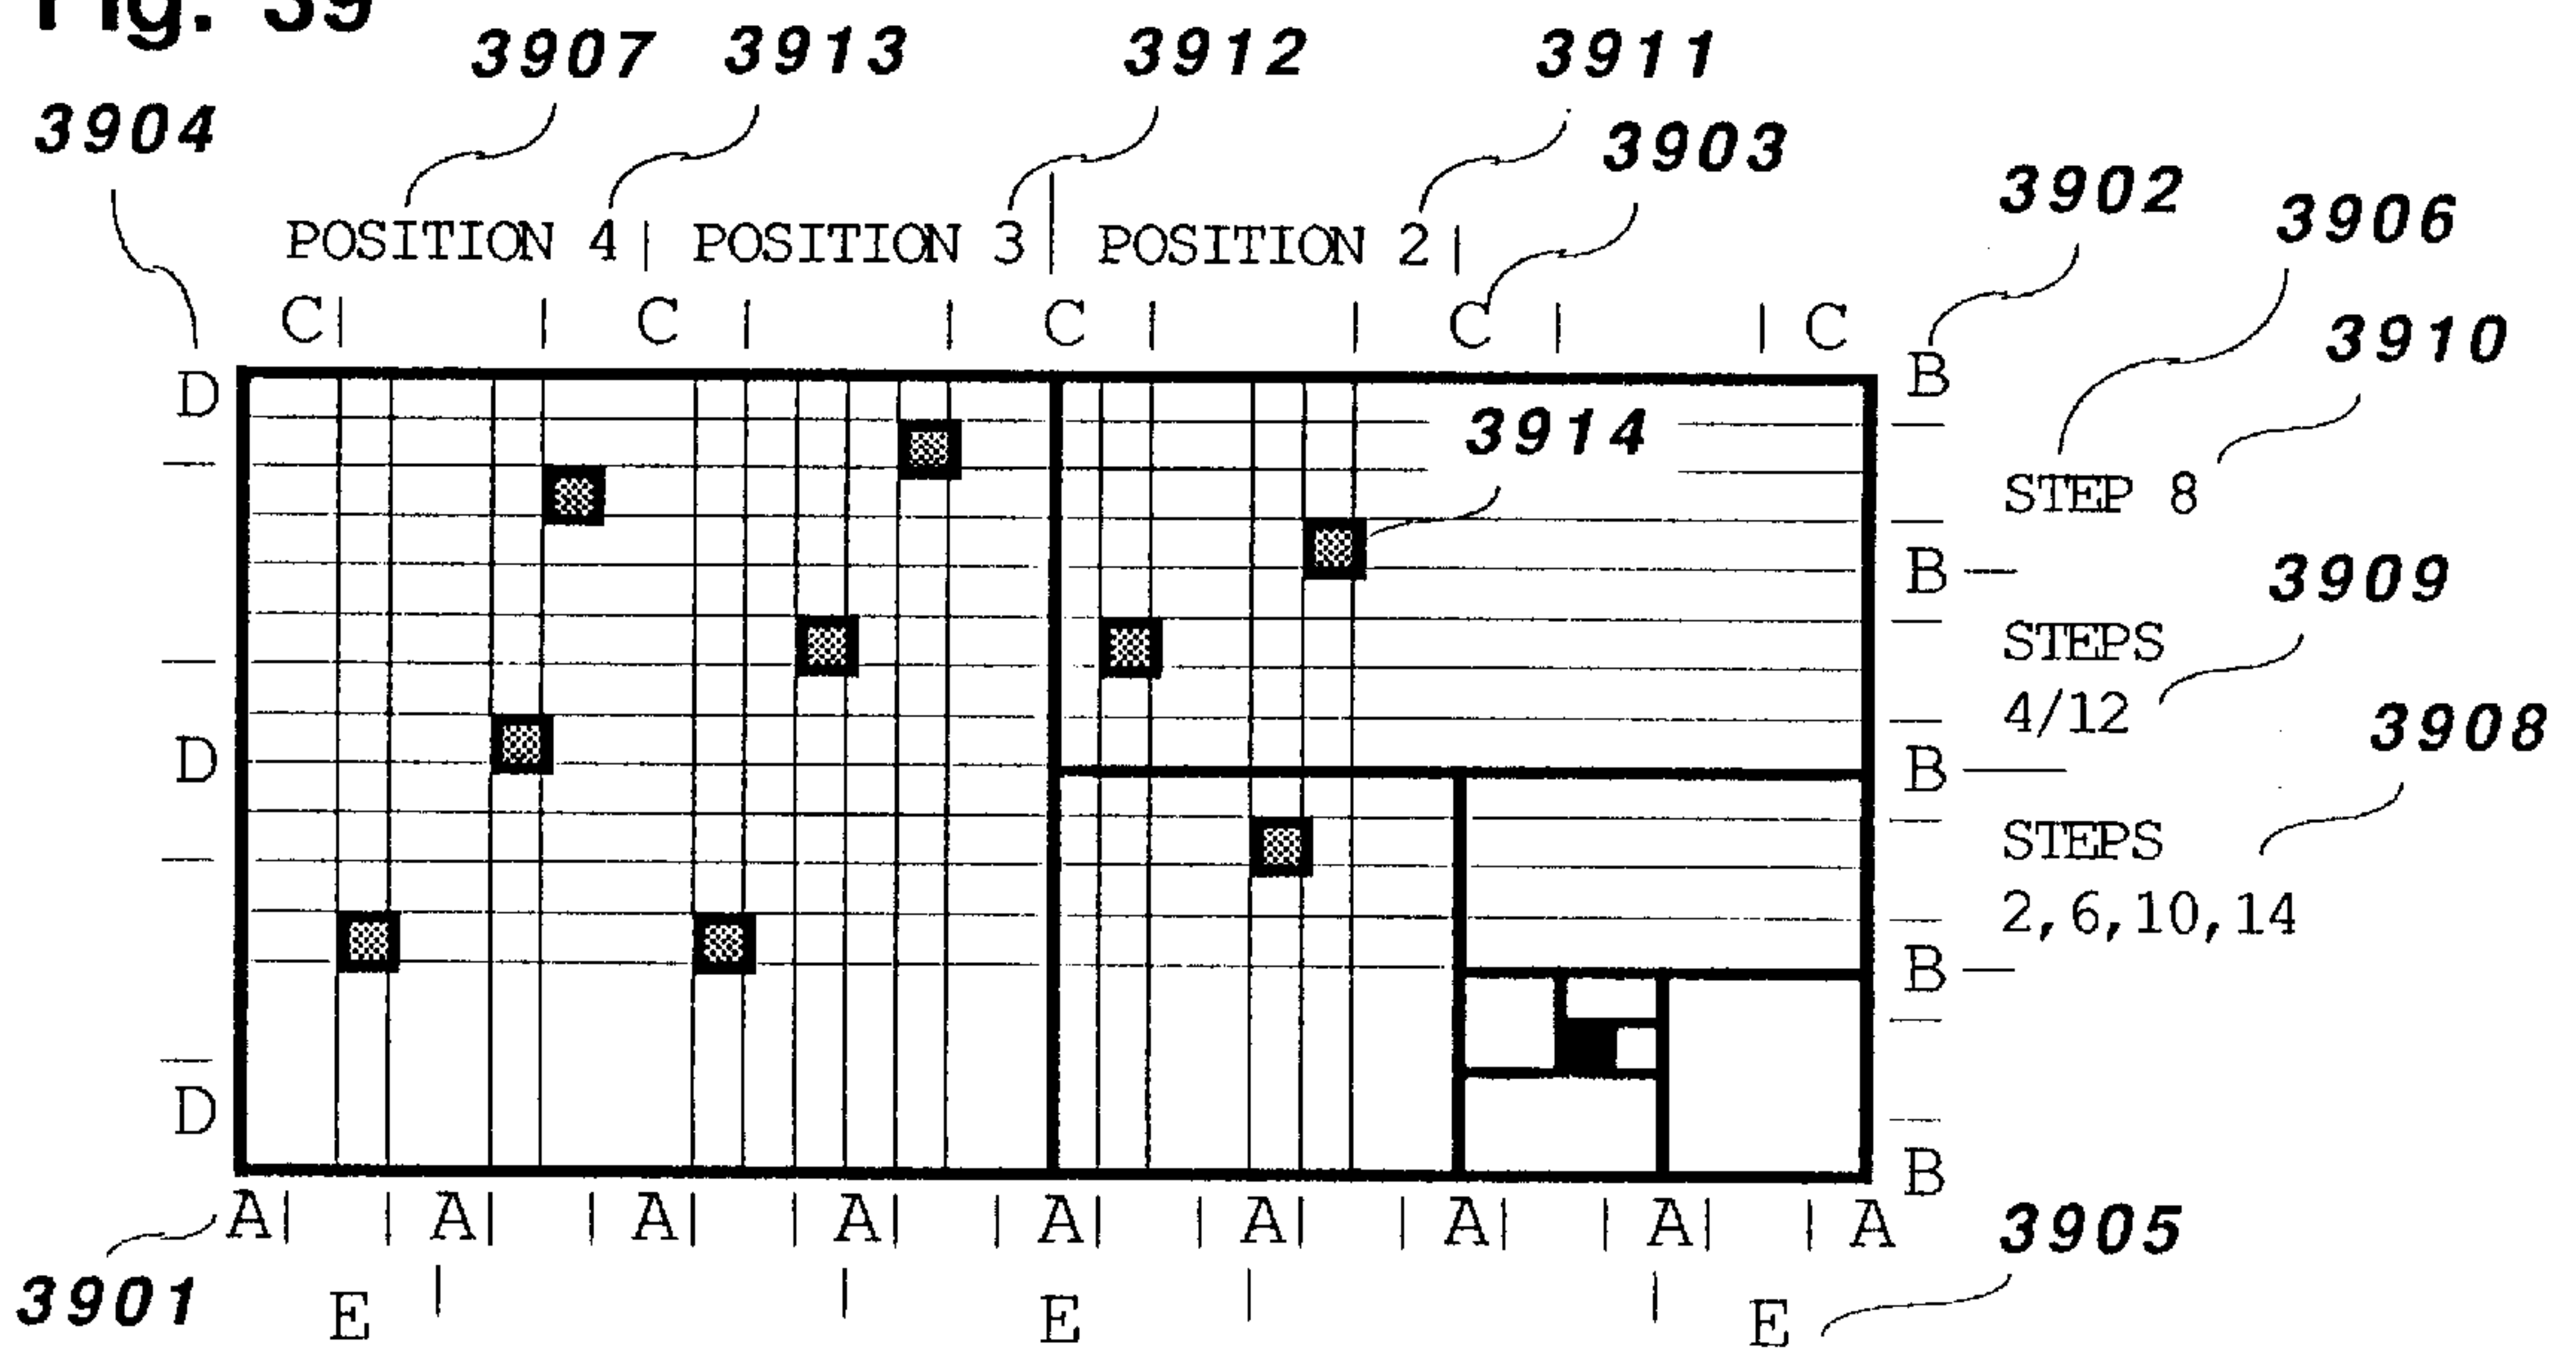 Fig. 39
3907 3913 3912 3911
3904 3903
3902 3906
POSITION 4 | POSITION 3 | POSITION 2 |
C | | C | | C | | C | | C
3910
D B
3914
STEP 8
B
3909
STEPS
4/12
3908
D B
STEPS
2,6,10,14
B
D
B
A | | A | | A | | A | | A | | A | | A | | A | | A
3905
3901
E | | E | | E